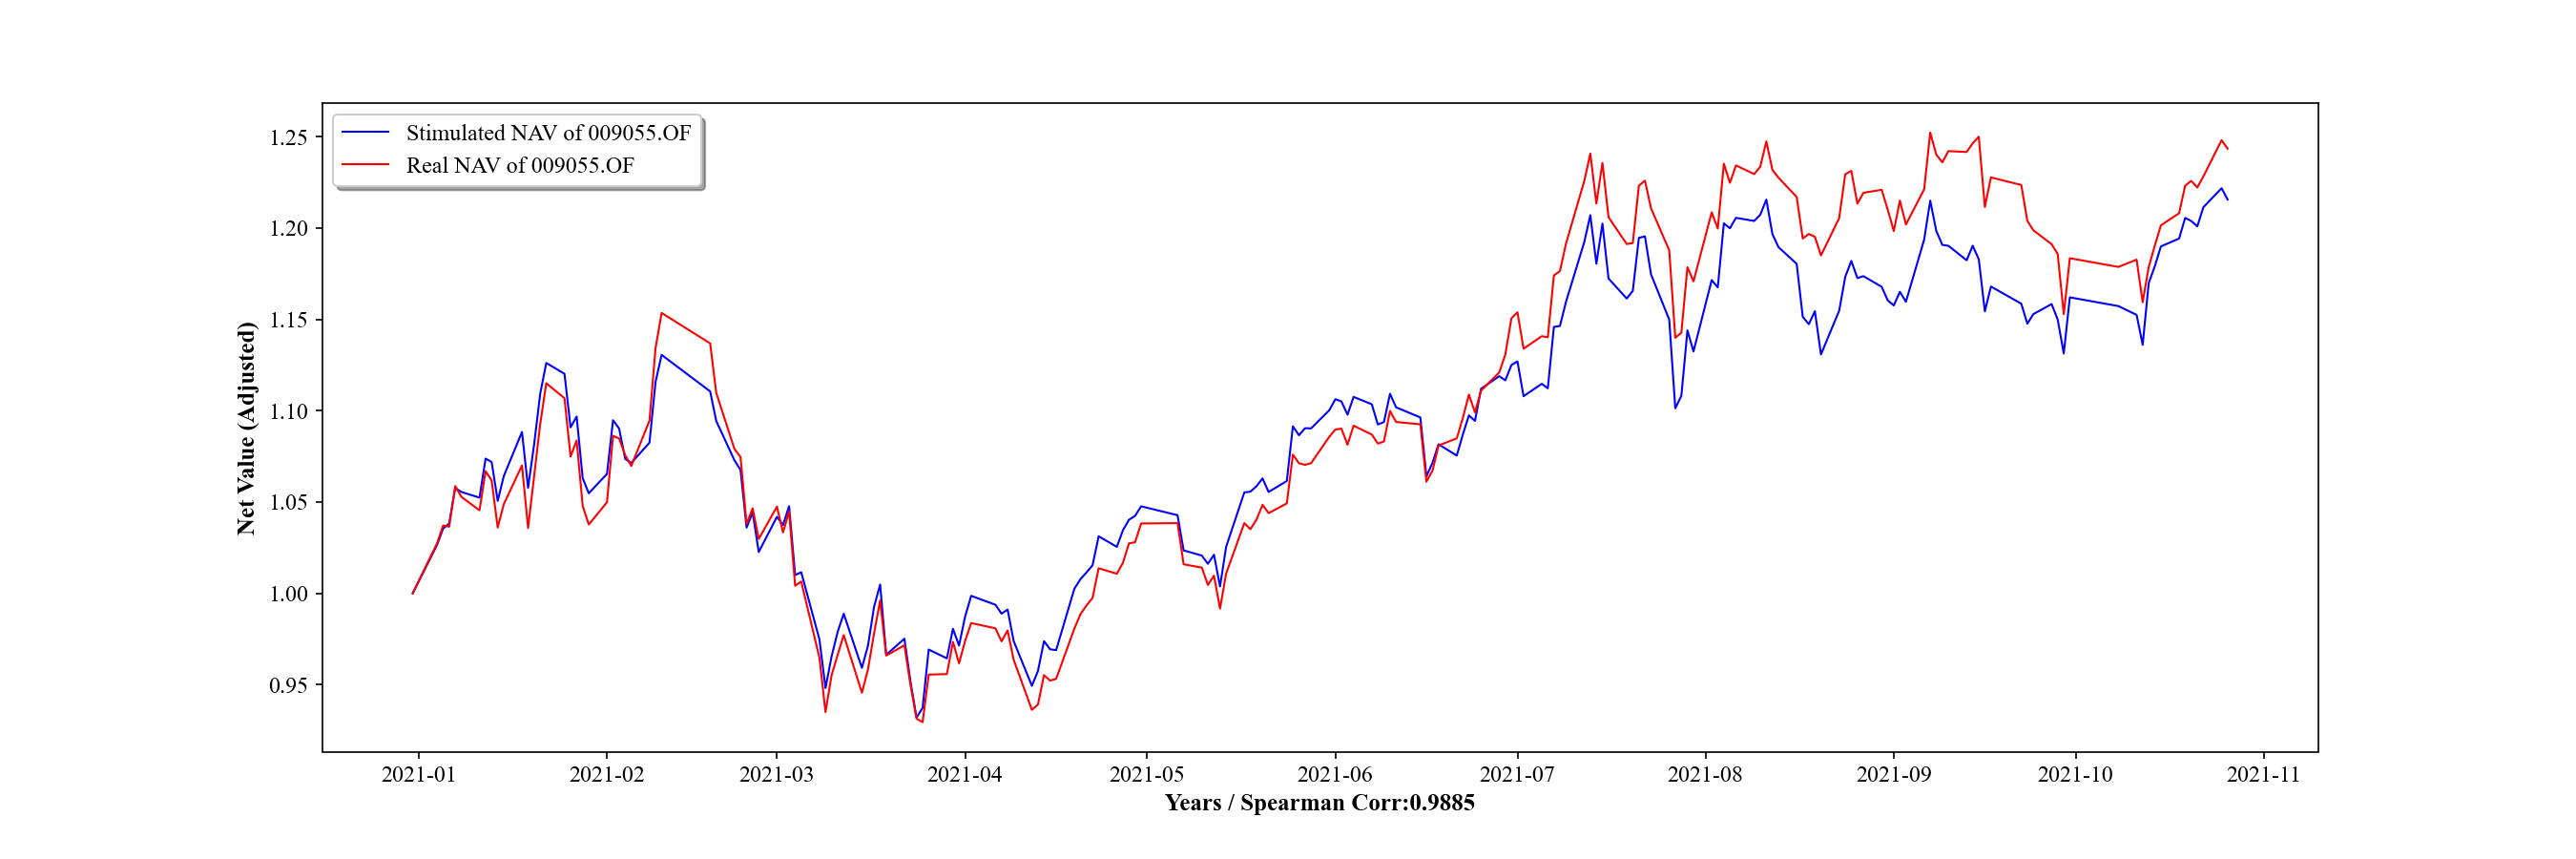 Stimulated NAV of 009055.OF
Real NAV of 009055.OF
Net Value (Adjusted)
1.25
1.20
1.15
1.10
1.05
1.00
0.95
2021-01 2021-02 2021-03 2021-04 2021-05 2021-06 2021-07 2021-08 2021-09 2021-10 2021-11
Years / Spearman Corr:0.9885